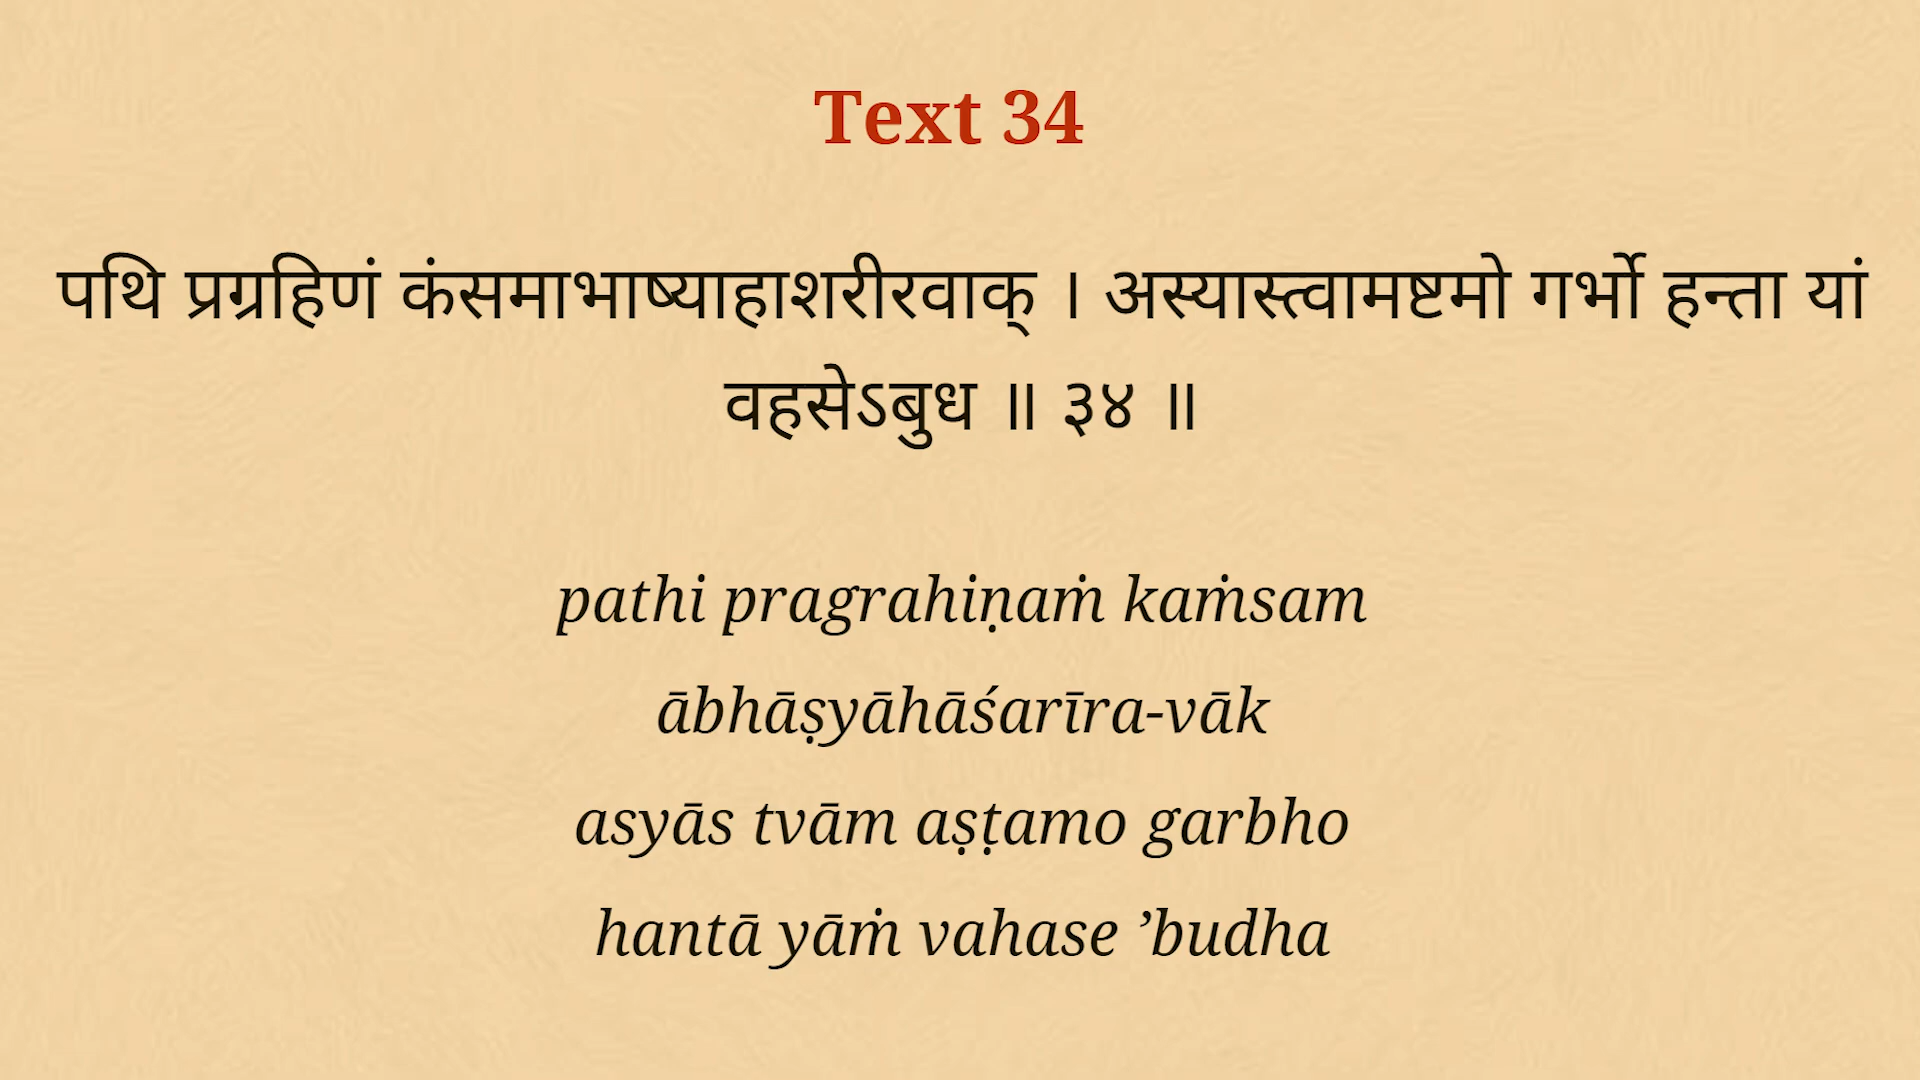 Text 34
पथि प्रग्रहिणं कंसमाभाष्याहाशरीरवाक् । अस्यास्त्वामष्टमो गर्भो हन्ता यां
वहसेऽबुध ॥ ३४ ॥
pathi pragrahiṇaṁ kaṁsam
ābhāṣyāhāśarīra-vāk
asyās tvām aṣṭamo garbho
hantā yāṁ vahase ’budha